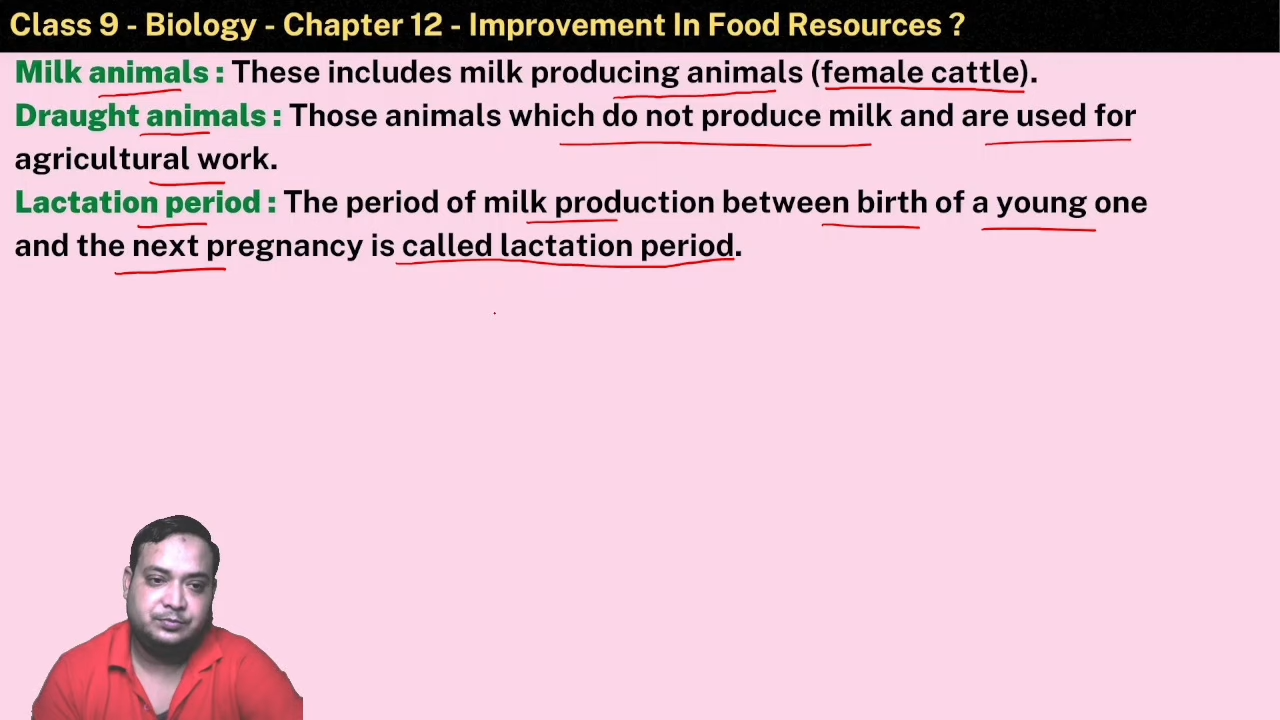 Class 9 - Biology - Chapter 12 - Improvement In Food Resources ?
Milk animals : These includes milk producing animals (female cattle).
Draught animals : Those animals which do not produce milk and are used for
agricultural work.
Lactation period : The period of milk production between birth of a young one
and the next pregnancy is called lactation period.